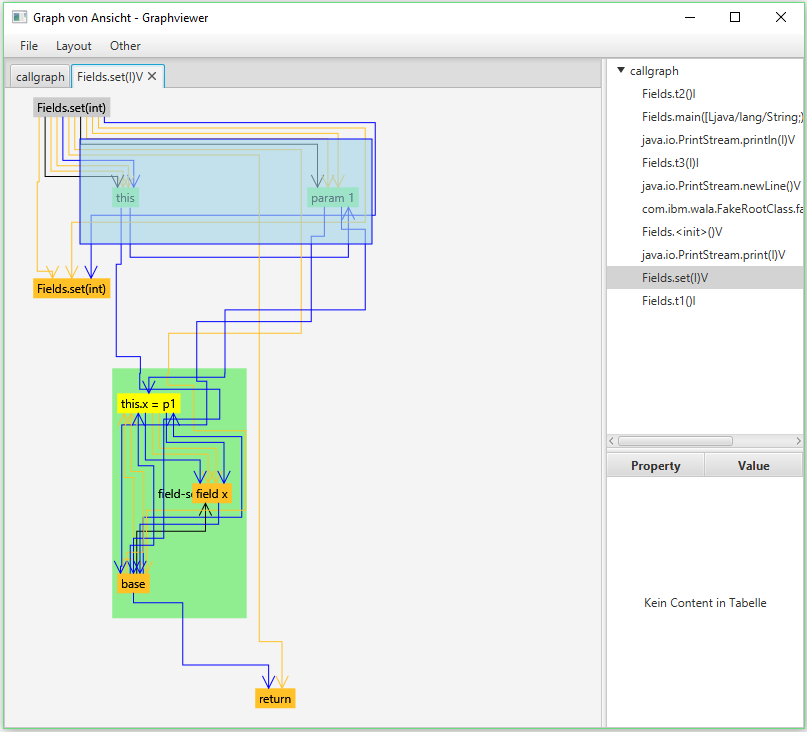 Graph von Ansicht - Graphviewer
File Layout Other
callgraph Fields.set(I)V
Fields.set(int)
this param 1
Fields.set(int)
this.x = p1
field x
base
return
callgraph
Fields.t2()I
Fields.main([Ljava/lang/String;)
java.io.PrintStream.println(I)V
Fields.t3(I)I
java.io.PrintStream.newLine()V
com.ibm.wala.FakeRootClass.fa
Fields.<init>()V
java.io.PrintStream.print(I)V
Fields.set(I)V
Fields.t1()I
Property Value
Kein Content in Tabelle